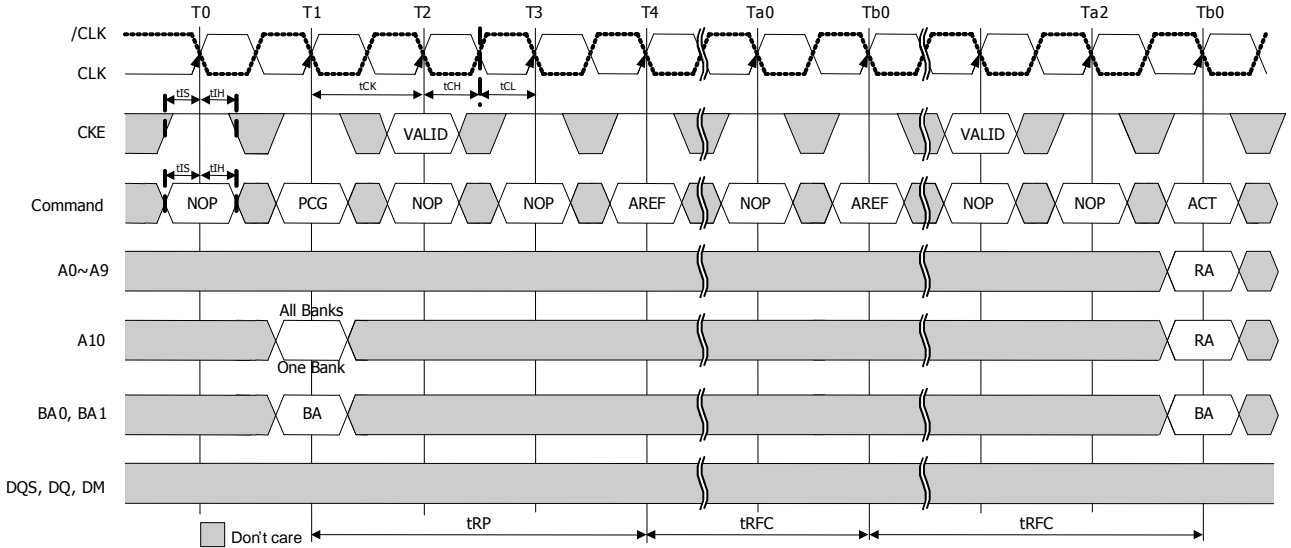 T0 T1 T2 T3 T4 Ta0 Tb0 Ta2 Tb0
/CLK
CLK
tCK tCH tCL
tIS tIH
CKE VALID VALID
tIS tIH
Command NOP PCG NOP NOP AREF NOP AREF NOP NOP ACT
A0~A9 RA
All Banks
A10 RA
One Bank
BA0, BA1 BA BA
DQS, DQ, DM
tRP tRFC tRFC
Don't care